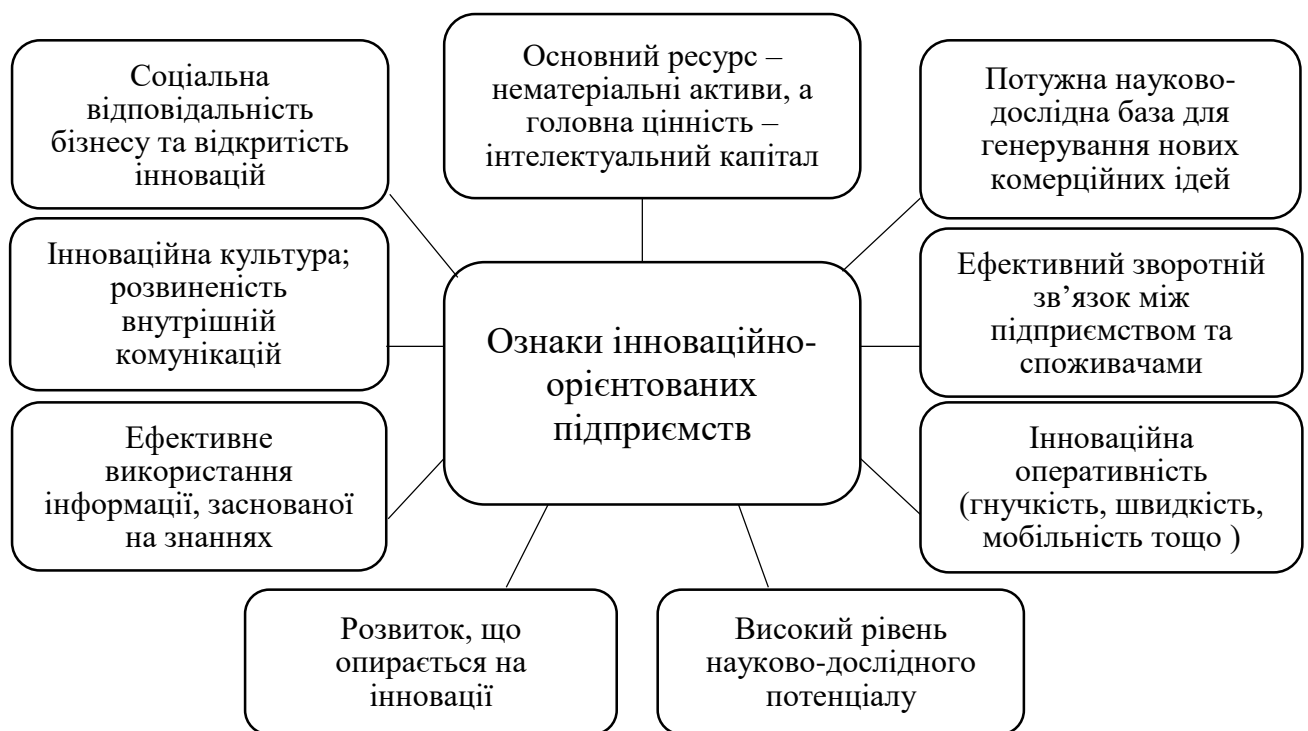 Соціальна
відповідальність
бізнесу та відкритість
інновацій
Основний ресурс –
нематеріальні активи, а
головна цінність –
інтелектуальний капітал
Потужна науково-
дослідна база для
генерування нових
комерційних ідей
Інноваційна культура;
розвиненість
внутрішній
комунікацій
Ознаки інноваційно-
орієнтованих
підприємств
Ефективний зворотній
зв’язок між
підприємством та
споживачами
Ефективне
використання
інформації, заснованої
на знаннях
Інноваційна
оперативність
(гнучкість, швидкість,
мобільність тощо )
Розвиток, що
опирається на
інновації
Високий рівень
науково-дослідного
потенціалу